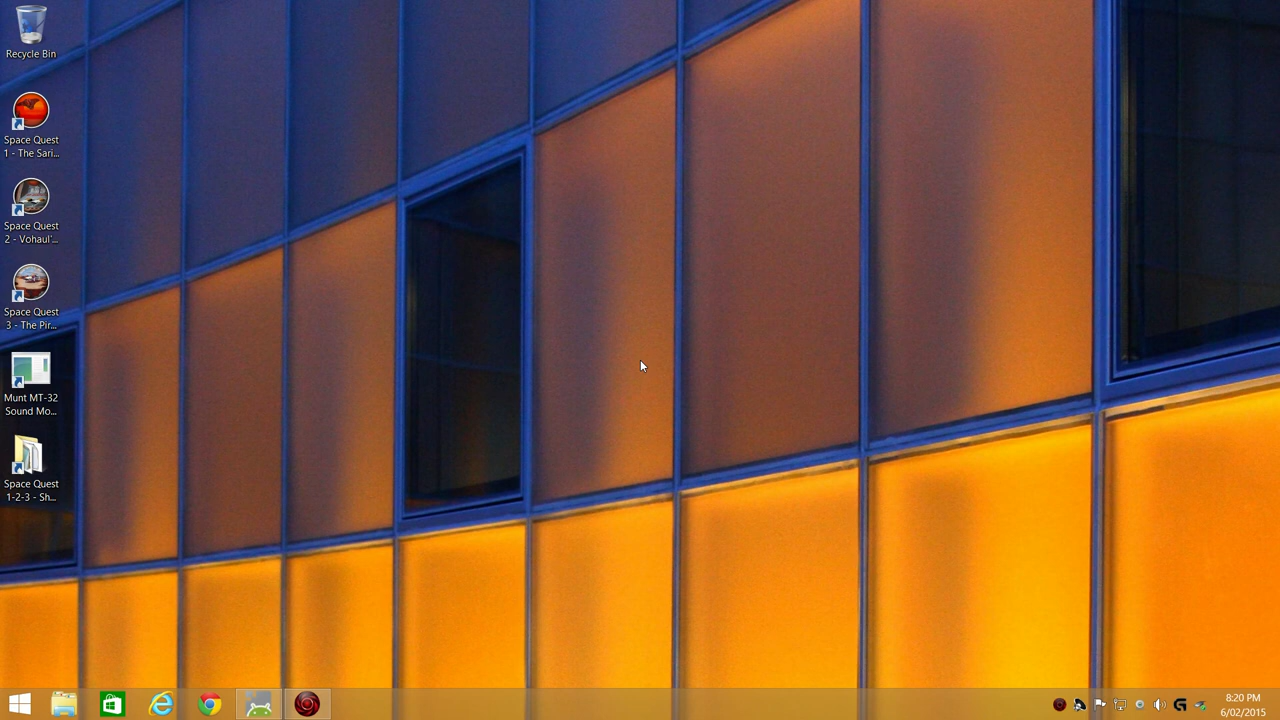 Recycle Bin
Space Quest
1 - The Sari...
Space Quest
2 - Vohaul'...
Space Quest
3 - The Pir...
Munt MT-32
Sound Mo...
Space Quest
1-2-3 - Sh...
8:20 PM
6/02/2015